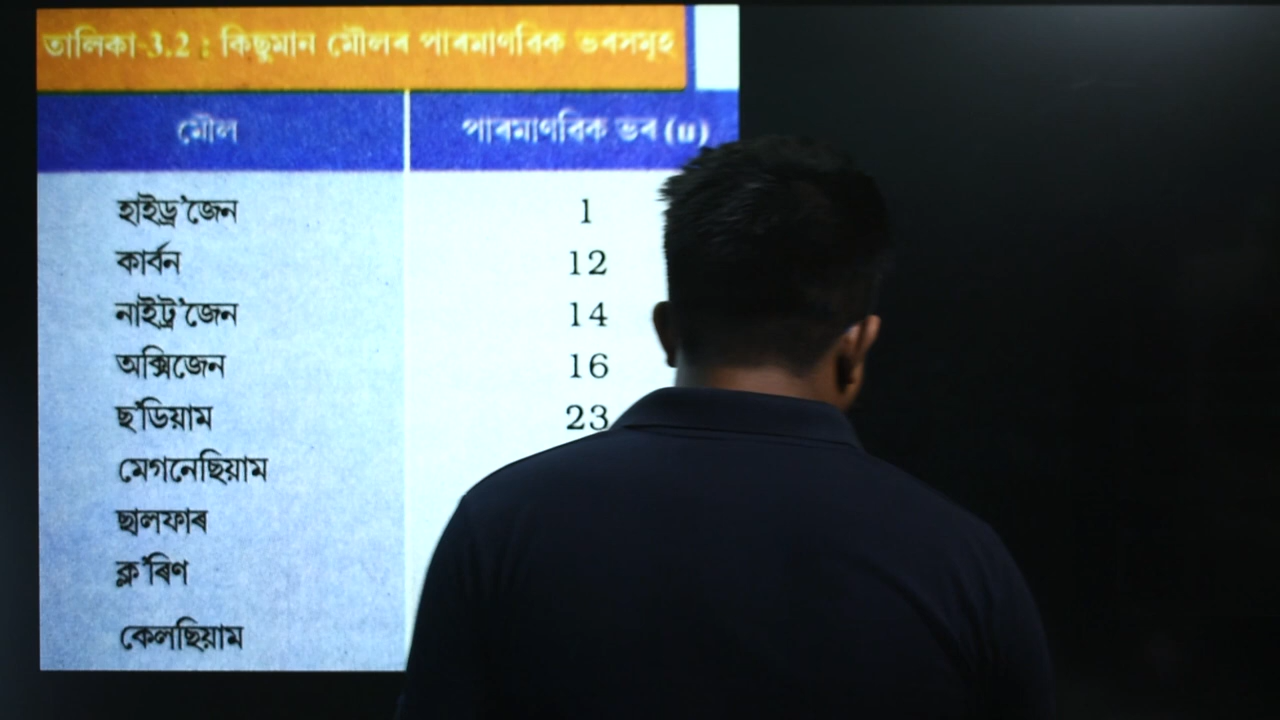 তালিকা-3.2 : কিছুমান মৌলৰ পাৰমাণৱিক ভৰসমূহ
মৌল পাৰমাণৱিক ভৰ (u)
হাইড্ৰ'জেন 1
কাৰ্বন 12
নাইট্ৰ'জেন 14
অক্সিজেন 16
ছ'ডিয়াম 23
মেগনেছিয়াম
ছালফাৰ
ক্ল'ৰিণ
কেলছিয়াম